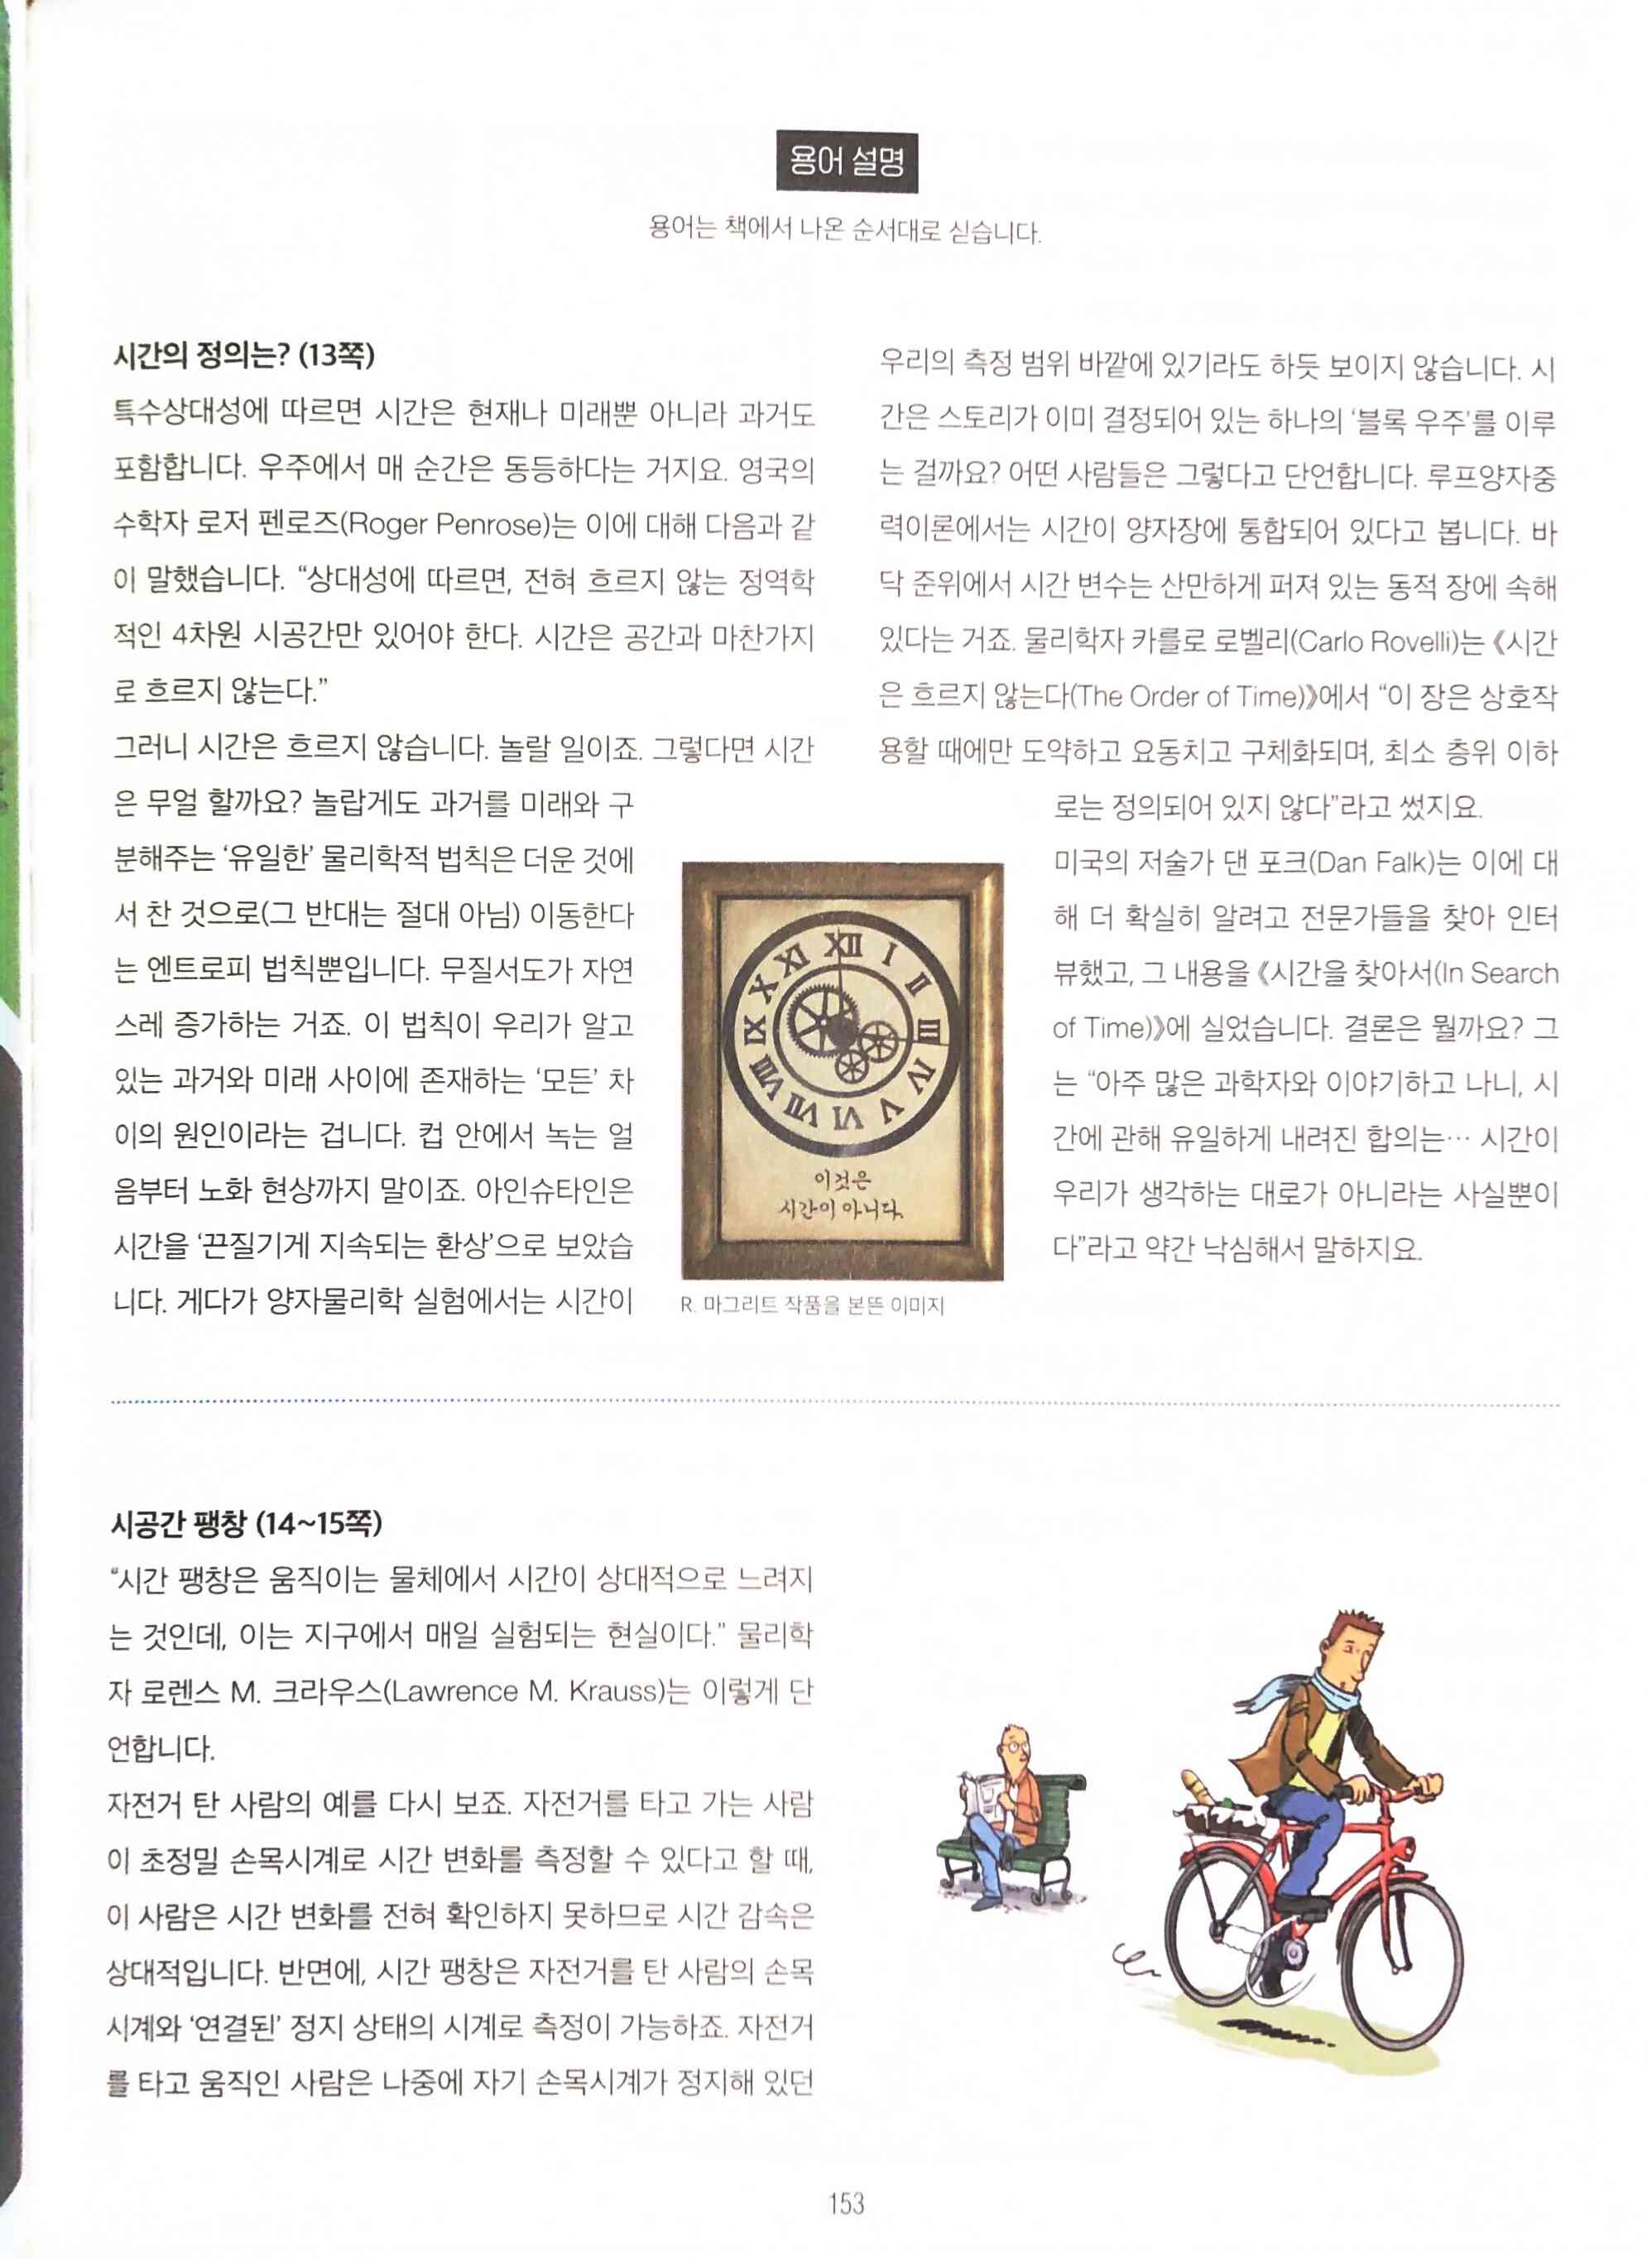 용어 설명
용어는 책에서 나온 순서대로 싣습니다.
시간의 정의는? (13쪽)
특수상대성에 따르면 시간은 현재나 미래뿐 아니라 과거도
포함합니다. 우주에서 매 순간은 동등하다는 거지요. 영국의
수학자 로저 펜로즈(Roger Penrose)는 이에 대해 다음과 같
이 말했습니다. “상대성에 따르면, 전혀 흐르지 않는 정역학
적인 4차원 시공간만 있어야 한다. 시간은 공간과 마찬가지
로 흐르지 않는다.”
그러니 시간은 흐르지 않습니다. 놀랄 일이죠. 그렇다면 시간
은 무얼 할까요? 놀랍게도 과거를 미래와 구
분해주는 ‘유일한’ 물리학적 법칙은 더운 것에
서 찬 것으로(그 반대는 절대 아님) 이동한다
는 엔트로피 법칙뿐입니다. 무질서도가 자연
스레 증가하는 거죠. 이 법칙이 우리가 알고
있는 과거와 미래 사이에 존재하는 ‘모든’ 차
이의 원인이라는 겁니다. 컵 안에서 녹는 얼
음부터 노화 현상까지 말이죠. 아인슈타인은
시간을 ‘끈질기게 지속되는 환상’으로 보았습
니다. 게다가 양자물리학 실험에서는 시간이
우리의 측정 범위 바깥에 있기라도 하듯 보이지 않습니다. 시
간은 스토리가 이미 결정되어 있는 하나의 ‘블록 우주’를 이루
는 걸까요? 어떤 사람들은 그렇다고 단언합니다. 루프양자중
력이론에서는 시간이 양자장에 통합되어 있다고 봅니다. 바
닥 준위에서 시간 변수는 산만하게 퍼져 있는 동적 장에 속해
있다는 거죠. 물리학자 카를로 로벨리(Carlo Rovelli)는 《시간
은 흐르지 않는다(The Order of Time)》에서 “이 장은 상호작
용할 때에만 도약하고 요동치고 구체화되며, 최소 층위 이하
로는 정의되어 있지 않다”라고 썼지요.
미국의 저술가 댄 포크(Dan Falk)는 이에 대
해 더 확실히 알려고 전문가들을 찾아 인터
뷰했고, 그 내용을 《시간을 찾아서(In Search
of Time)》에 실었습니다. 결론은 뭘까요? 그
는 “아주 많은 과학자와 이야기하고 나니, 시
간에 관해 유일하게 내려진 합의는… 시간이
우리가 생각하는 대로가 아니라는 사실뿐이
다”라고 약간 낙심해서 말하지요.
XII
I
II
III
IV
V
VI
VII
VIII
IX
X
XI
이것은
시간이 아니다.
R. 마그리트 작품을 본뜬 이미지
시공간 팽창 (14~15쪽)
“시간 팽창은 움직이는 물체에서 시간이 상대적으로 느려지
는 것인데, 이는 지구에서 매일 실험되는 현실이다.” 물리학
자 로렌스 M. 크라우스(Lawrence M. Krauss)는 이렇게 단
언합니다.
자전거 탄 사람의 예를 다시 보죠. 자전거를 타고 가는 사람
이 초정밀 손목시계로 시간 변화를 측정할 수 있다고 할 때,
이 사람은 시간 변화를 전혀 확인하지 못하므로 시간 감속은
상대적입니다. 반면에, 시간 팽창은 자전거를 탄 사람의 손목
시계와 ‘연결된’ 정지 상태의 시계로 측정이 가능하죠. 자전거
를 타고 움직인 사람은 나중에 자기 손목시계가 정지해 있던
153